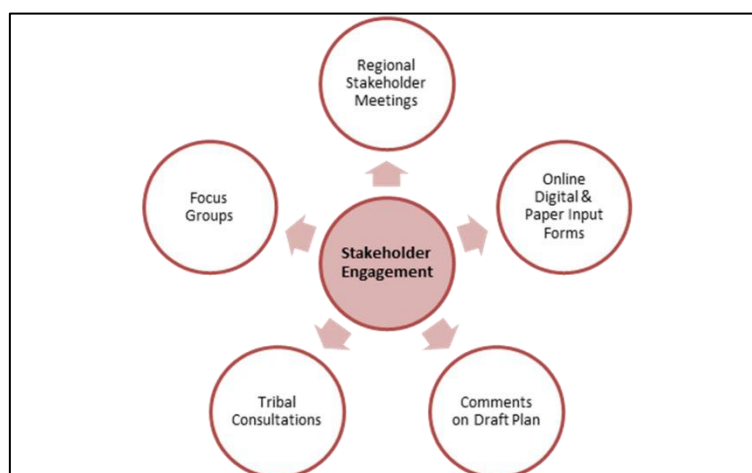 Regional
Stakeholder
Meetings
Focus
Groups
Online
Digital &
Paper Input
Forms
Stakeholder
Engagement
Tribal
Consultations
Comments
on Draft Plan